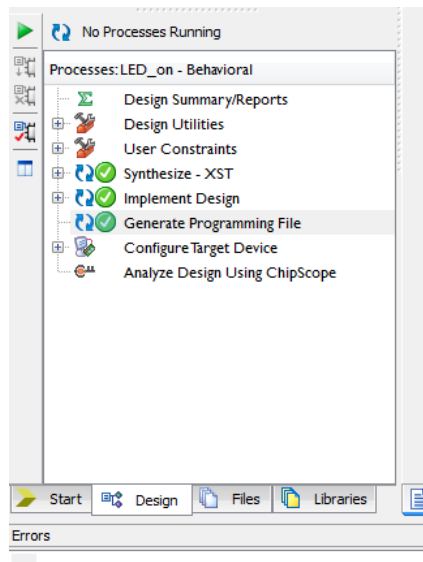 No Processes Running
Processes: LED_on - Behavioral
Design Summary/Reports
Design Utilities
User Constraints
Synthesize - XST
Implement Design
Generate Programming File
Configure Target Device
Analyze Design Using ChipScope
Start Design Files Libraries
Errors